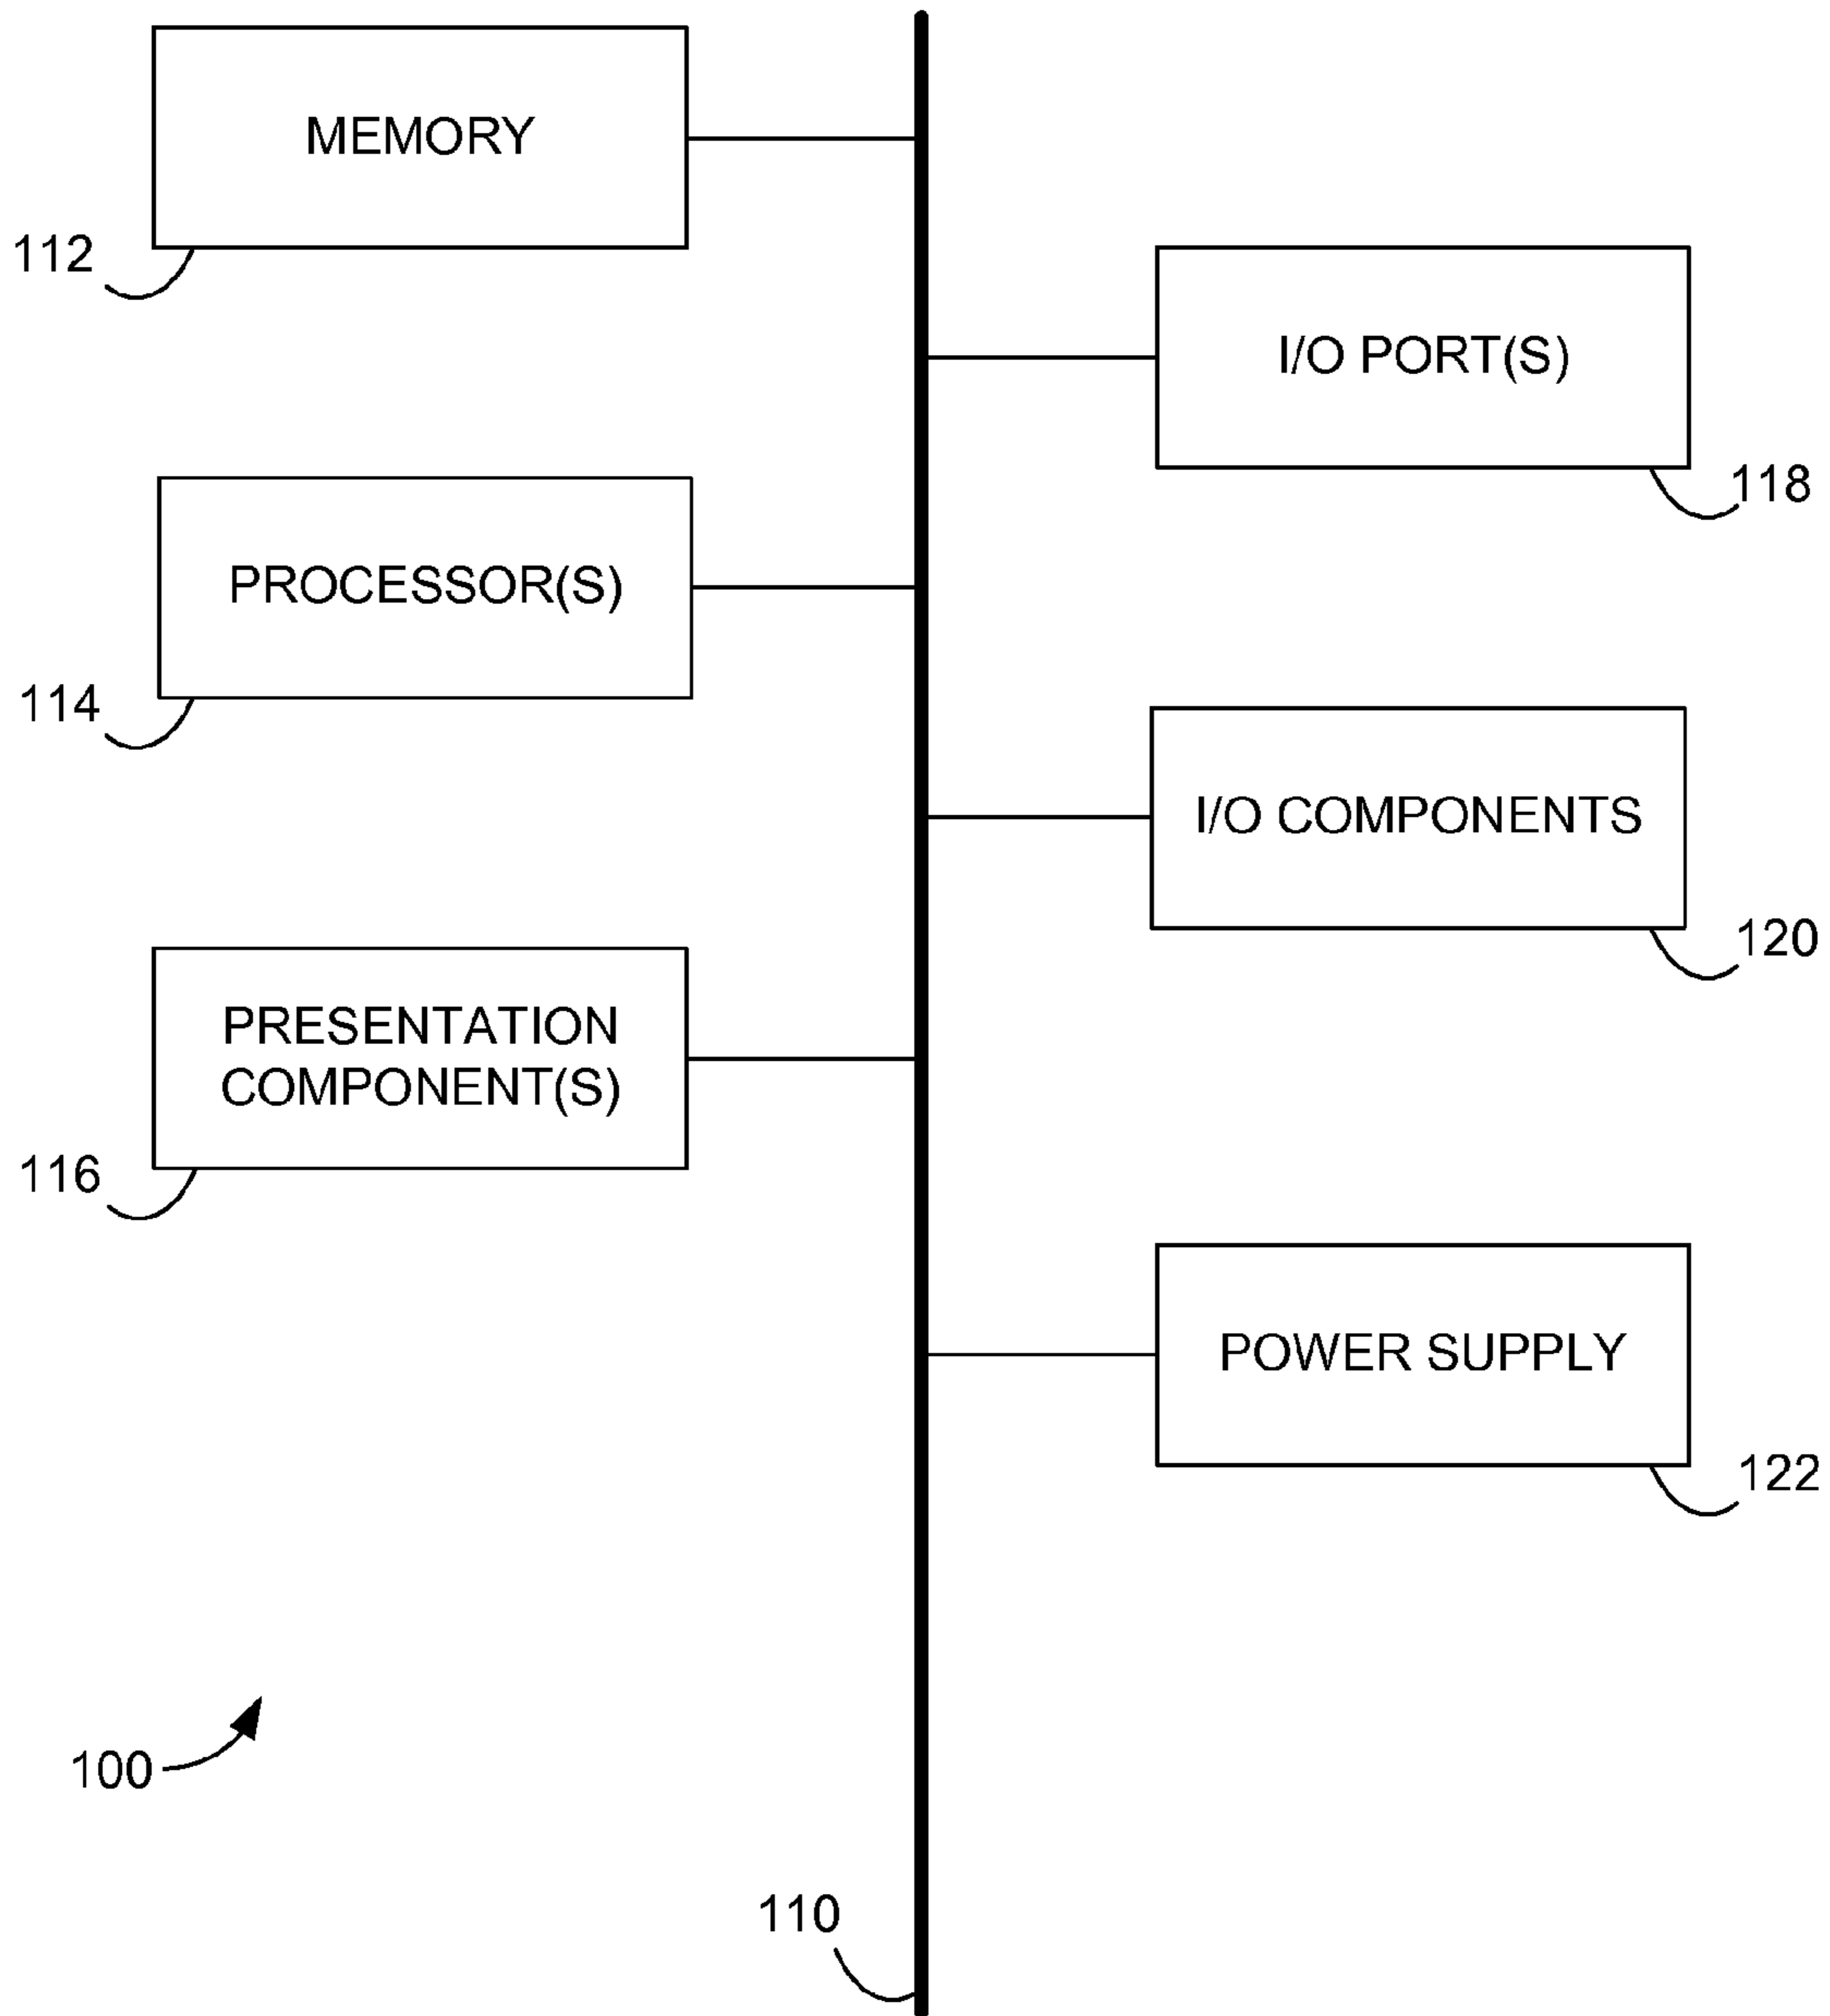 MEMORY
112
I/O PORT(S)
118
PROCESSOR(S)
114
I/O COMPONENTS
120
PRESENTATION
COMPONENT(S)
116
POWER SUPPLY
122
100
110